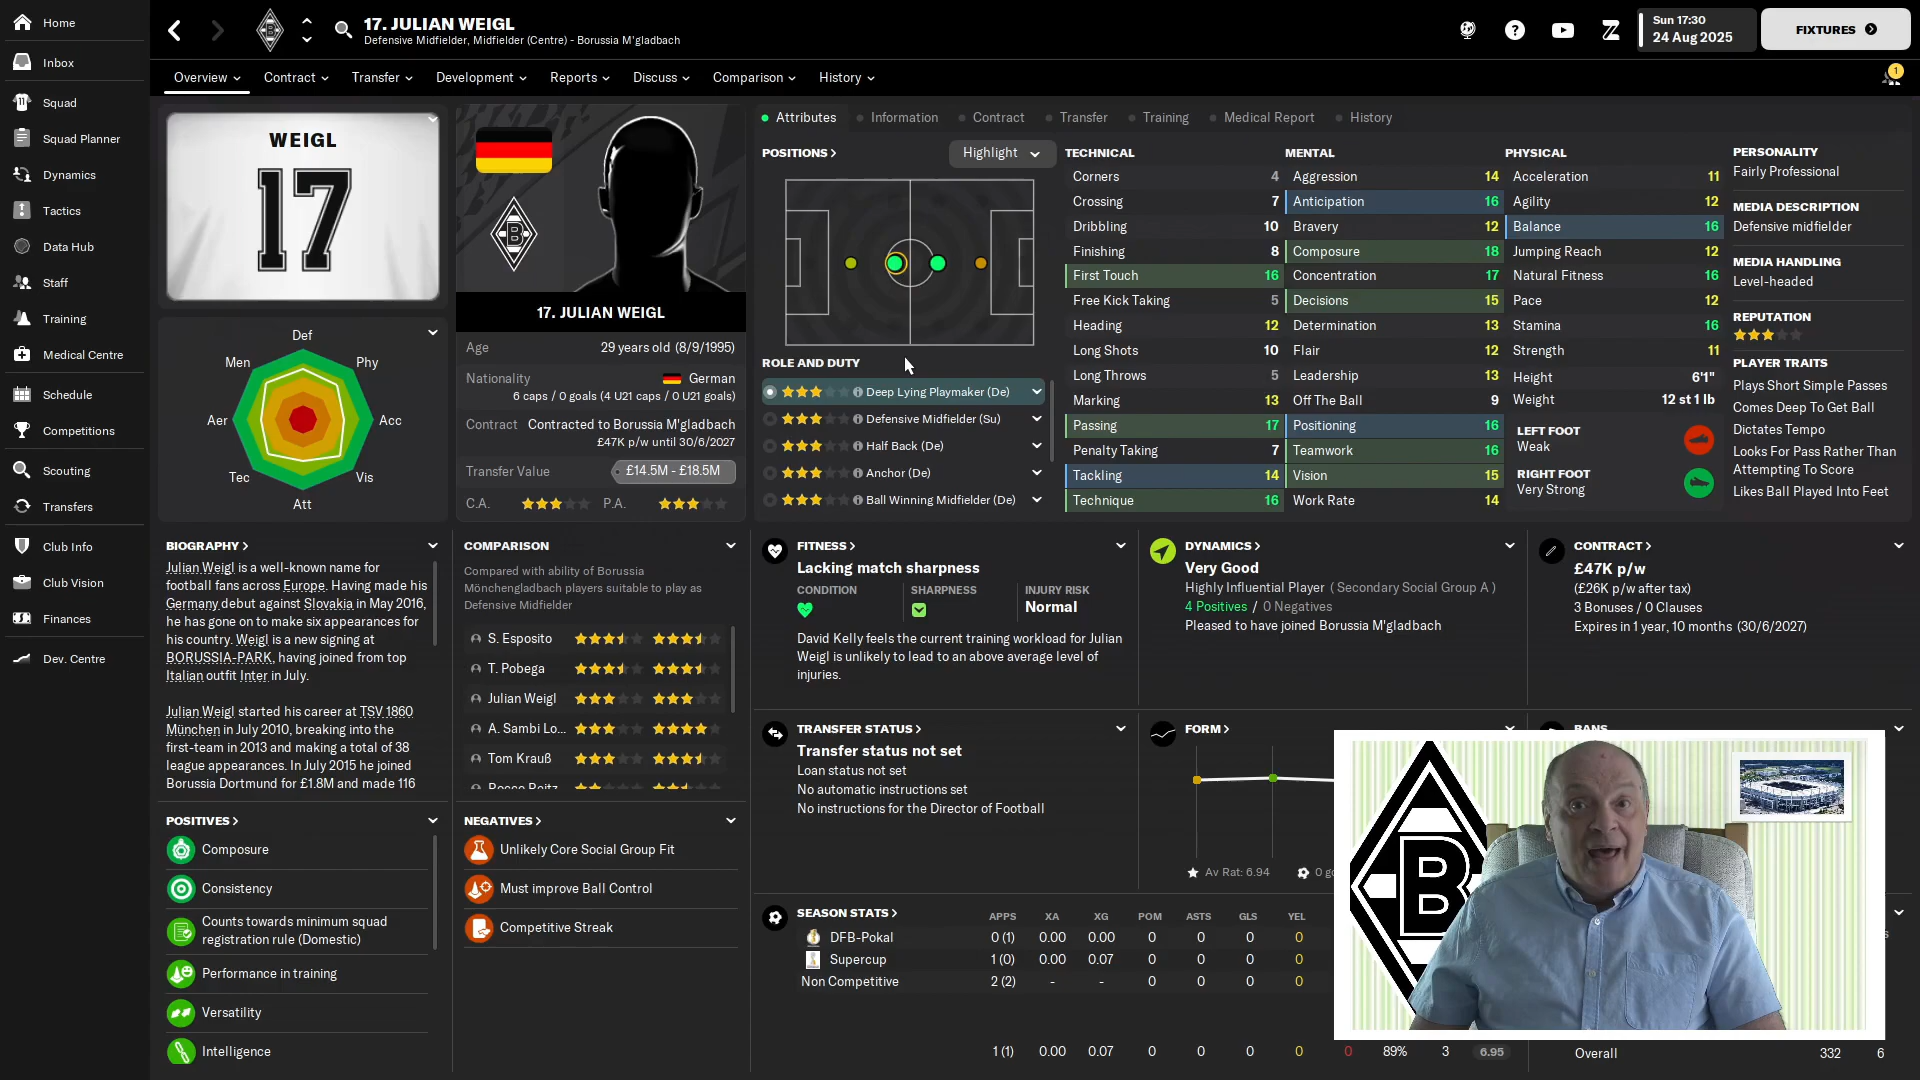 Home
Inbox
Squad
Squad Planner
Dynamics
Tactics
Data Hub
Staff
Training
Medical Centre
Schedule
Competitions
Scouting
Transfers
Club Info
Club Vision
Finances
Dev. Centre
17. JULIAN WEIGL
Defensive Midfielder, Midfielder (Centre) - Borussia M'gladbach
Sun 17:30
24 Aug 2025
FIXTURES
Overview
Contract
Transfer
Development
Reports
Discuss
Comparison
History
1
WEIGL
17
Def
Phy
Acc
Vis
Att
Tec
Aer
Men
17. JULIAN WEIGL
Age 29 years old (8/9/1995)
Nationality German
6 caps / 0 goals (4 U21 caps / 0 U21 goals)
Contract Contracted to Borussia M'gladbach
£47K p/w until 30/6/2027
Transfer Value £14.5M - £18.5M
C.A. P.A.
Attributes Information Contract Transfer Training Medical Report History
POSITIONS
Highlight
ROLE AND DUTY
Deep Lying Playmaker (De)
Defensive Midfielder (Su)
Half Back (De)
Anchor (De)
Ball Winning Midfielder (De)
TECHNICAL
Corners 4
Crossing 7
Dribbling 10
Finishing 8
First Touch 16
Free Kick Taking 5
Heading 12
Long Shots 10
Long Throws 5
Marking 13
Passing 17
Penalty Taking 7
Tackling 14
Technique 16
MENTAL
Aggression 14
Anticipation 16
Bravery 12
Composure 18
Concentration 17
Decisions 15
Determination 13
Flair 12
Leadership 13
Off The Ball 9
Positioning 16
Teamwork 16
Vision 15
Work Rate 14
PHYSICAL
Acceleration 11
Agility 12
Balance 16
Jumping Reach 12
Natural Fitness 16
Pace 12
Stamina 16
Strength 11
Height 6'1"
Weight 12 st 1 lb
LEFT FOOT
Weak
RIGHT FOOT
Very Strong
PERSONALITY
Fairly Professional
MEDIA DESCRIPTION
Defensive midfielder
MEDIA HANDLING
Level-headed
REPUTATION
PLAYER TRAITS
Plays Short Simple Passes
Comes Deep To Get Ball
Dictates Tempo
Looks For Pass Rather Than
Attempting To Score
Likes Ball Played Into Feet
BIOGRAPHY
Julian Weigl is a well-known name for
football fans across Europe. Having made his
Germany debut against Slovakia in May 2016,
he has gone on to make six appearances for
his country. Weigl is a new signing at
BORUSSIA-PARK, having joined from top
Italian outfit Inter in July.
Julian Weigl started his career at TSV 1860
München in July 2010, breaking into the
first-team in 2013 and making a total of 38
league appearances. In July 2015 he joined
Borussia Dortmund for £1.8M and made 116
COMPARISON
Compared with ability of Borussia
Mönchengladbach players suitable to play as
Defensive Midfielder
S. Esposito
T. Pobega
Julian Weigl
A. Sambi Lo...
Tom Krauß
Rocco Reitz
FITNESS
Lacking match sharpness
CONDITION SHARPNESS INJURY RISK
Normal
David Kelly feels the current training workload for Julian
Weigl is unlikely to lead to an above average level of
injuries.
DYNAMICS
Very Good
Highly Influential Player ( Secondary Social Group A )
4 Positives / 0 Negatives
Pleased to have joined Borussia M'gladbach
CONTRACT
£47K p/w
(£26K p/w after tax)
3 Bonuses / 0 Clauses
Expires in 1 year, 10 months (30/6/2027)
TRANSFER STATUS
Transfer status not set
Loan status not set
No automatic instructions set
No instructions for the Director of Football
FORM
Av Rat: 6.94
BANS
POSITIVES
Composure
Consistency
Counts towards minimum squad
registration rule (Domestic)
Performance in training
Versatility
Intelligence
NEGATIVES
Unlikely Core Social Group Fit
Must improve Ball Control
Competitive Streak
SEASON STATS APPS XA XG POM ASTS GLS YEL
DFB-Pokal 0 (1) 0.00 0.00 0 0 0 0
Supercup 1 (0) 0.00 0.07 0 0 0 0
Non Competitive 2 (2) - - 0 0 0 0
1 (1) 0.00 0.07 0 0 0 0 0 89% 3 6.95
Overall 332 6
B